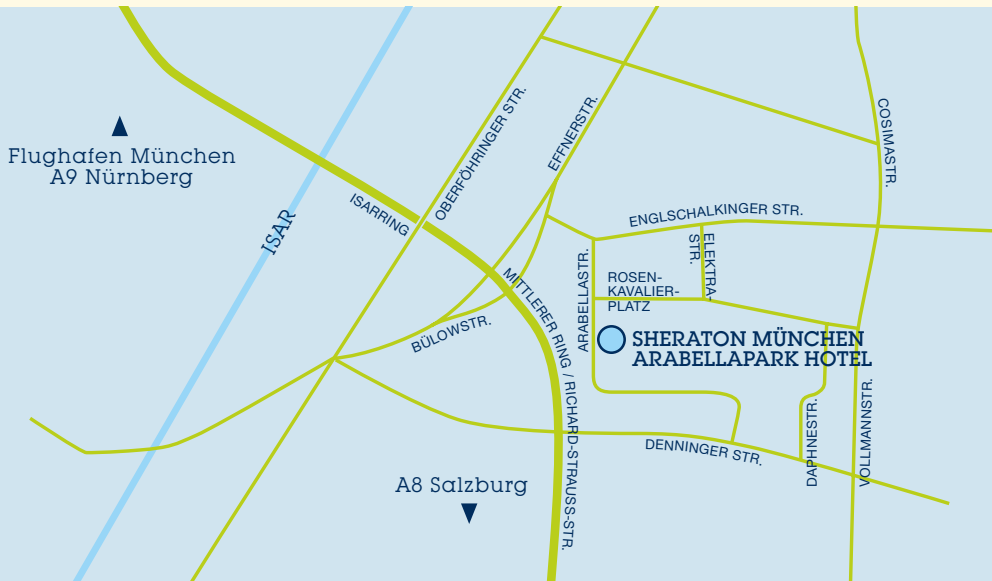 COSIMASTR.
OBERFÖHRINGER STR.
EFFNERSTR.
Flughafen München
A9 Nürnberg
ISARRING
ISAR
ENGLSCHALKINGER STR.
ELEKTRA-
STR.
ARABELLASTR.
ROSEN-
KAVALIER-
PLATZ
MITTLERER RING / RICHARD-STRAUSS-STR.
BÜLOWSTR.
SHERATON MÜNCHEN
ARABELLAPARK HOTEL
DAPHNESTR.
VOLLMANNSTR.
DENNINGER STR.
A8 Salzburg